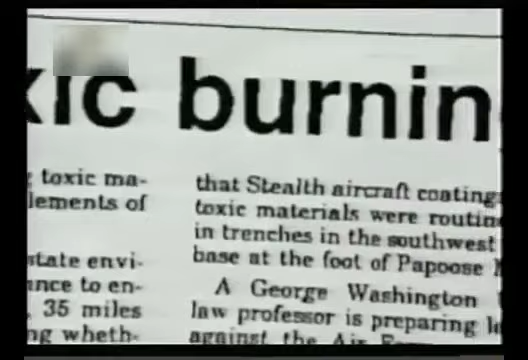 xic burnin
toxic ma-
lements of
state envi-
ance to en-
35 miles
ng wheth-
that Stealth aircraft coating
toxic materials were routin
in trenches in the southwest
base at the foot of Papoose
A George Washington
law professor is preparing le
against the Air